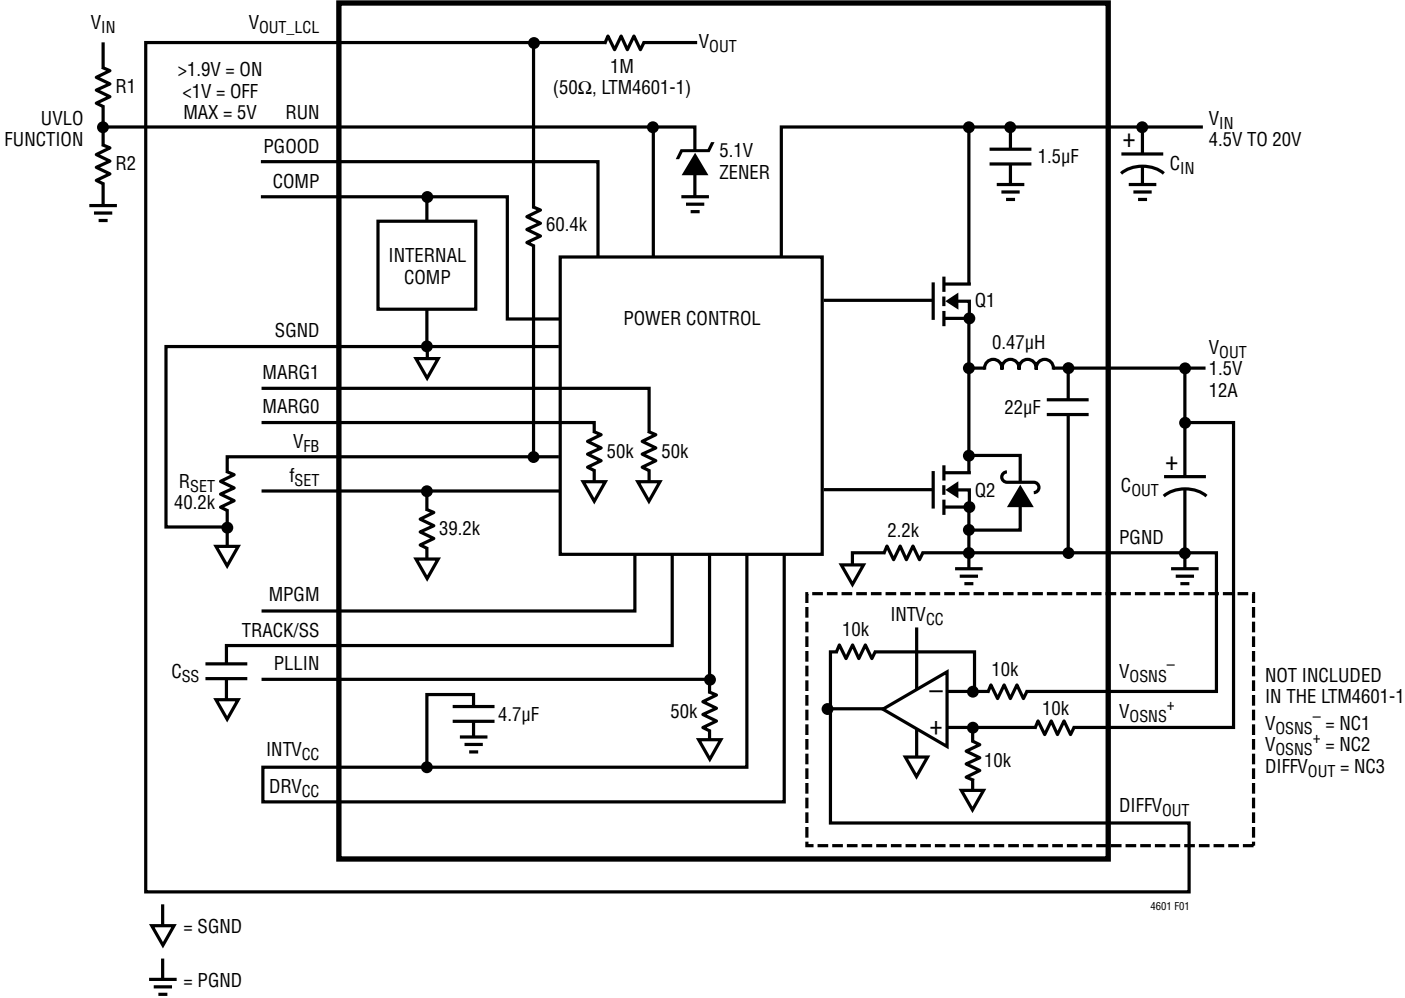 VIN
R1
UVLO
FUNCTION
R2
VOUT_LCL
>1.9V = ON
<1V = OFF
MAX = 5V
RUN
PGOOD
COMP
INTERNAL
COMP
SGND
MARG1
MARG0
VFB
fSET
RSET
40.2k
39.2k
MPGM
TRACK/SS
CSS
PLLIN
4.7µF
INTVCC
DRVCC
1M
(50Ω, LTM4601-1)
VOUT
5.1V
ZENER
60.4k
POWER CONTROL
50k
50k
50k
1.5µF
VIN
4.5V TO 20V
+
CIN
Q1
0.47µH
VOUT
1.5V
12A
22µF
+
COUT
Q2
2.2k
PGND
INTVCC
10k
10k
VOSNS–
–
+
10k
VOSNS+
10k
DIFFVOUT
NOT INCLUDED
IN THE LTM4601-1
VOSNS– = NC1
VOSNS+ = NC2
DIFFVOUT = NC3
4601 F01
= SGND
= PGND